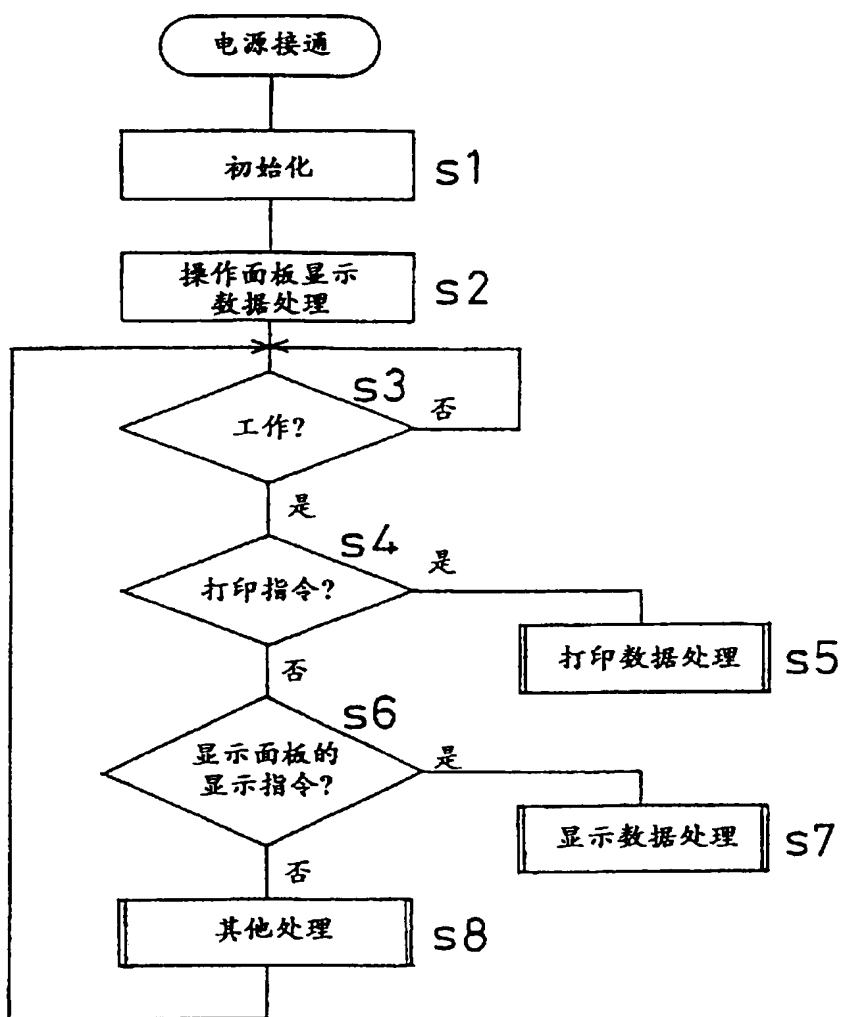 电源接通
初始化
s1
操作面板显示
数据处理
s2
s3
工作?
否
是
s4
打印指令?
是
打印数据处理
s5
否
s6
显示面板的
显示指令?
是
显示数据处理
s7
否
其他处理
s8